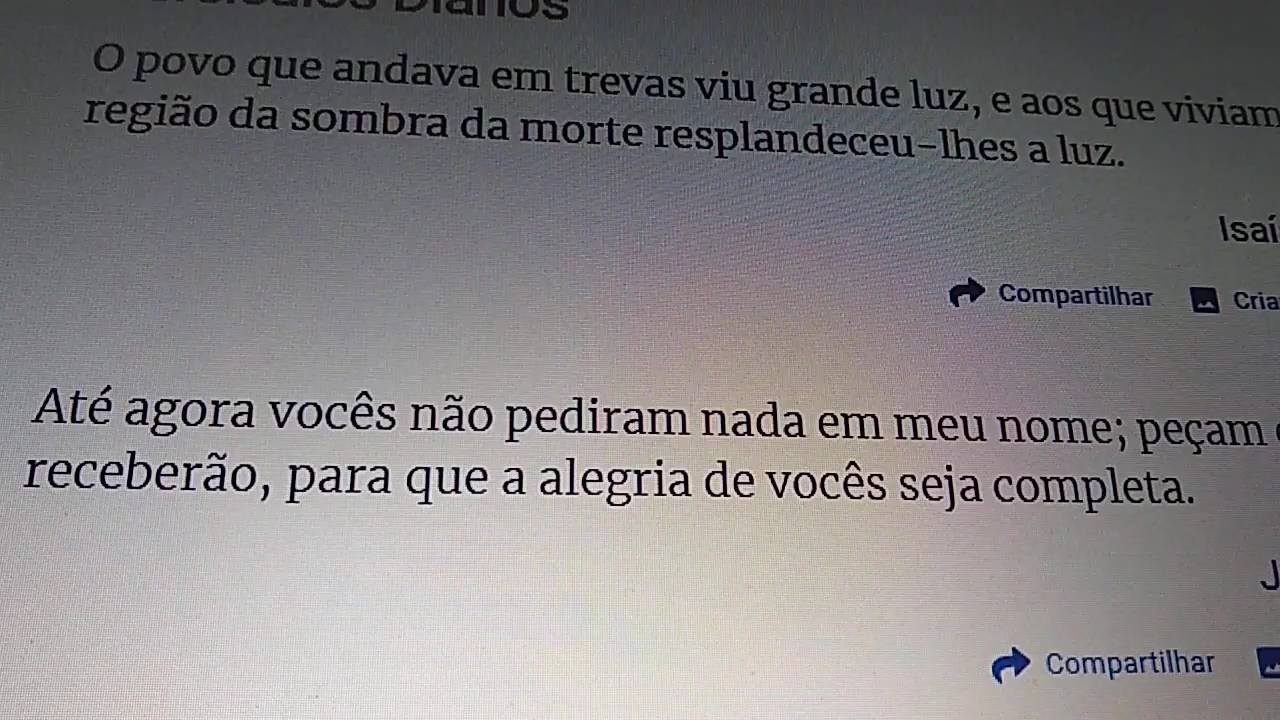 Diários
O povo que andava em trevas viu grande luz, e aos que viviam
região da sombra da morte resplandeceu-lhes a luz.
Isaí
Compartilhar Cria
Até agora vocês não pediram nada em meu nome; peçam
receberão, para que a alegria de vocês seja completa.
J
Compartilhar